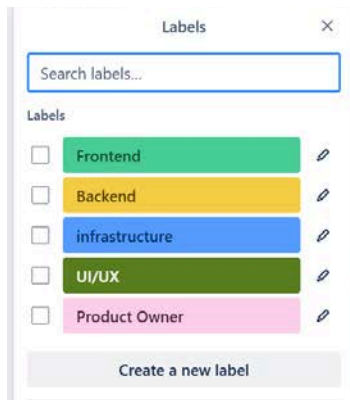 Labels
Search labels...
Labels
Frontend
Backend
infrastructure
UI/UX
Product Owner
Create a new label